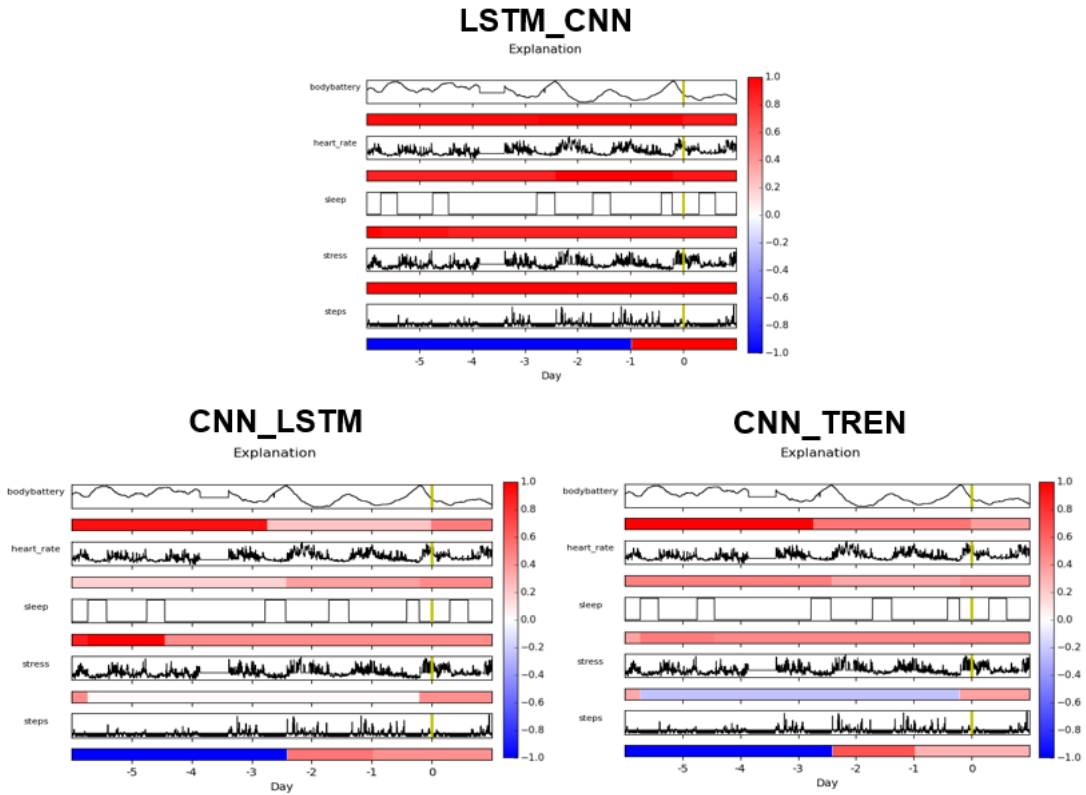 LSTM_CNN
Explanation
bodybattery
heart_rate
sleep
stress
steps
1.0
0.8
0.6
0.4
0.2
0.0
−0.2
−0.4
−0.6
−0.8
−1.0
-5 -4 -3 -2 -1 0
Day
CNN_LSTM
Explanation
bodybattery
heart_rate
sleep
stress
steps
1.0
0.8
0.6
0.4
0.2
0.0
−0.2
−0.4
−0.6
−0.8
−1.0
-5 -4 -3 -2 -1 0
Day
CNN_TREN
Explanation
bodybattery
heart_rate
sleep
stress
steps
1.0
0.8
0.6
0.4
0.2
0.0
−0.2
−0.4
−0.6
−0.8
−1.0
-5 -4 -3 -2 -1 0
Day